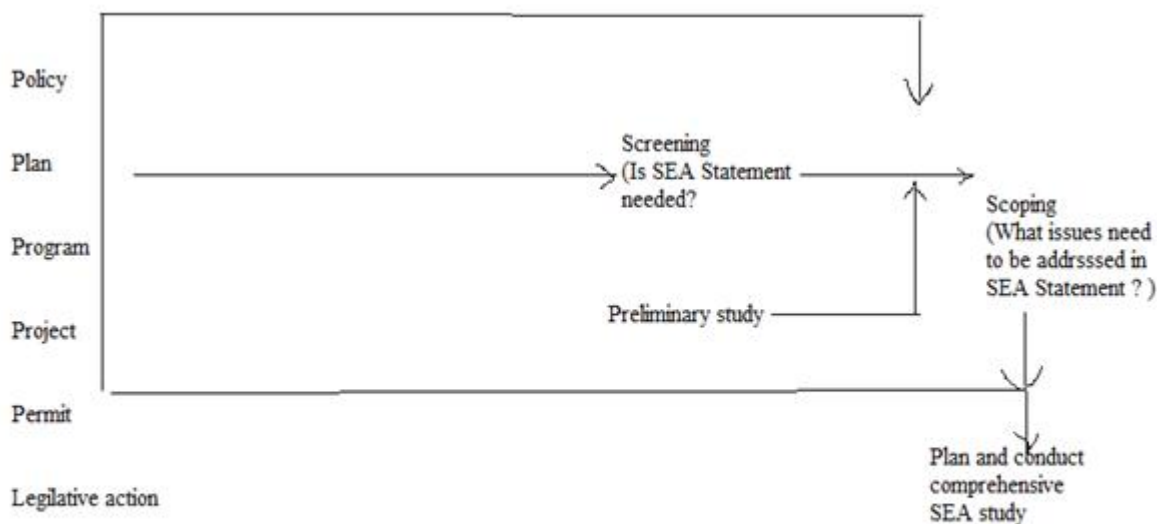 Policy
Plan
Program
Project
Permit
Legilative action
Screening
(Is SEA Statement
needed?
Preliminary study
Scoping
(What issues need
to be addrsssed in
SEA Statement ? )
Plan and conduct
comprehensive
SEA study